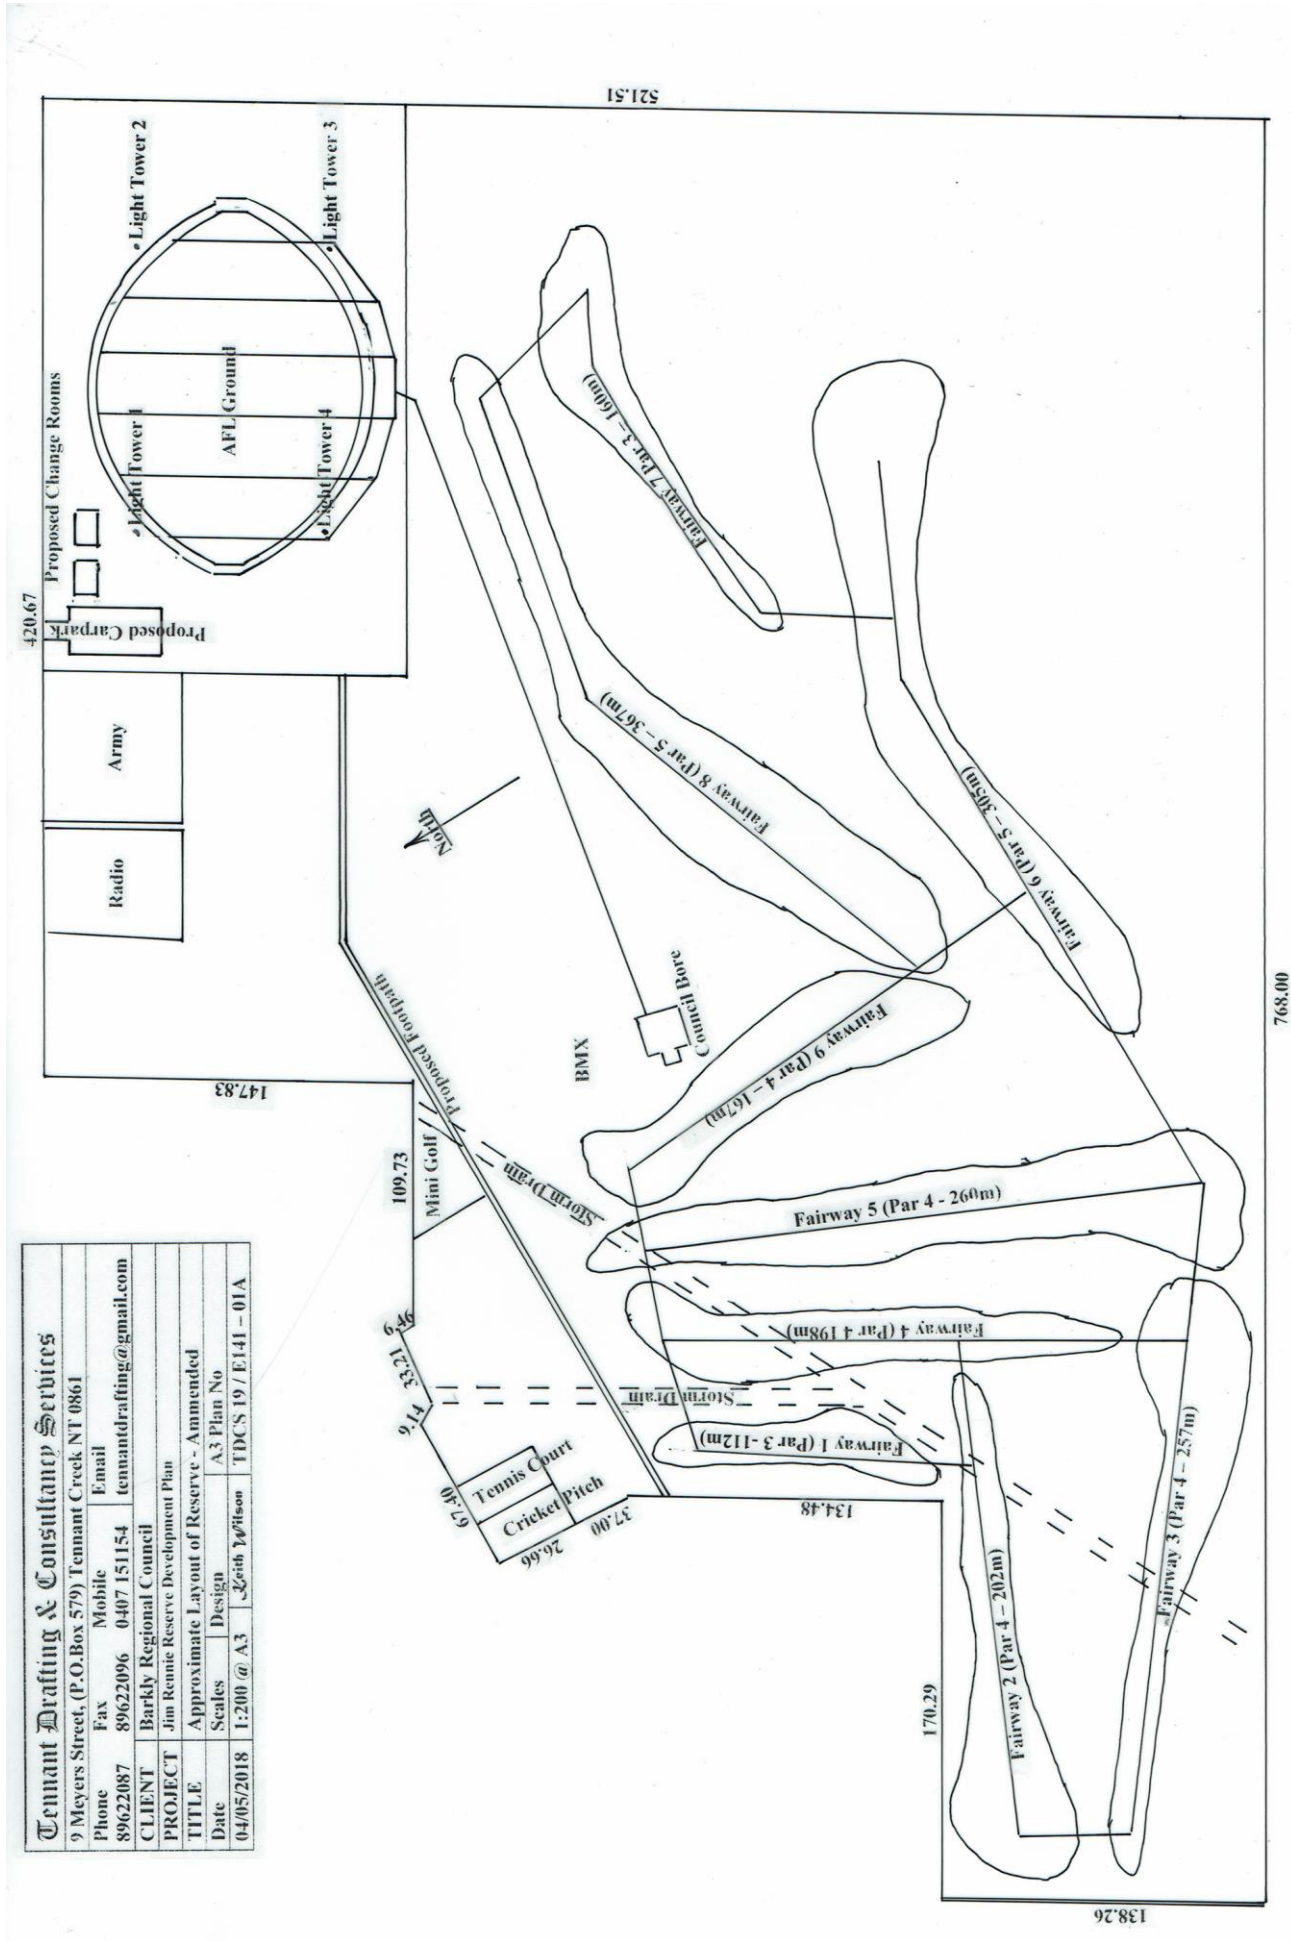 Tennant Drafting & Consultancy Services
9 Meyers Street, (P.O.Box 579) Tennant Creek NT 0861
Phone Fax Mobile Email
89622087 89622096 0407 151154 tennantdrafting@gmail.com
CLIENT Barkly Regional Council
PROJECT Jim Rennie Reserve Development Plan
TITLE Approximate Layout of Reserve - Ammended
Date Scales Design A3 Plan No
04/05/2018 1:200 @ A3 Keith Wilson TDCS 19 / E141 – 01A
420.67
Proposed Change Rooms
Proposed Carpark
Light Tower 1
Light Tower 2
AFL Ground
Light Tower 4
Light Tower 3
Radio
Army
521.51
147.83
109.73
Mini Golf
Proposed Footpath
North
6.46
33.21
9.14
67.40
Tennis Court
Cricket Pitch
26.66
37.00
Storm Drain
Storm Drain
BMX
Council Bore
134.48
170.29
138.26
768.00
Fairway 1 (Par 3 -112m)
Fairway 2 (Par 4 – 202m)
Fairway 3 (Par 4 – 257m)
Fairway 4 (Par 4 198m)
Fairway 5 (Par 4 - 260m)
Fairway 6 (Par 5 – 305m)
Fairway 7 Par 3 – 160m)
Fairway 8 (Par 5 – 367m)
Fairway 9 (Par 4 – 167m)